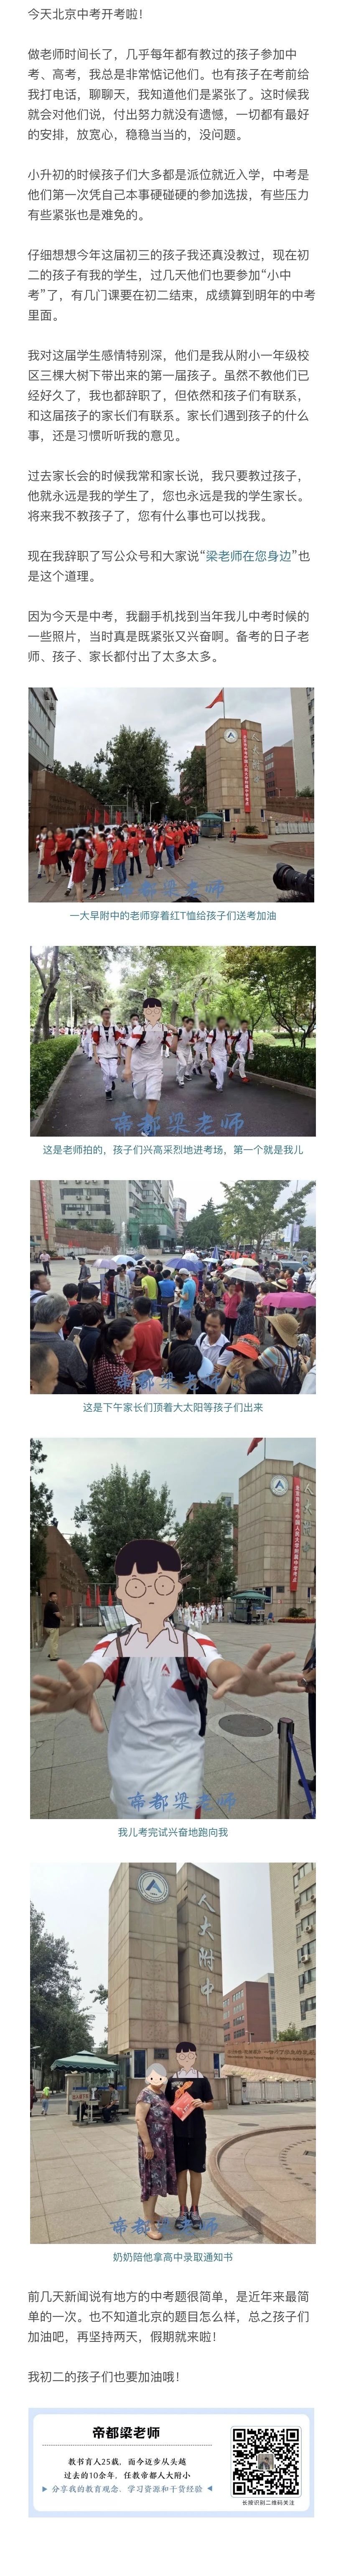 今天北京中考开考啦！
做老师时间长了，几乎每年都有教过的孩子参加中
考、高考，我总是非常惦记他们。也有孩子在考前给
我打电话，聊聊天，我知道他们是紧张了。这时候我
就会对他们说，付出努力就没有遗憾，一切都有最好
的安排，放宽心，稳稳当当的，没问题。
小升初的时候孩子们大多都是派位就近入学，中考是
他们第一次凭自己本事硬碰硬的参加选拔，有些压力
有些紧张也是难免的。
仔细想想今年这届初三的孩子我还真没教过，现在初
二的孩子有我的学生，过几天他们也要参加“小中
考”了，有几门课要在初二结束，成绩算到明年的中考
里面。
我对这届学生感情特别深，他们是我从附小一年级校
区三棵大树下带出来的第一届孩子。虽然不教他们已
经好久了，我也都辞职了，但依然和孩子们有联系，
和这届孩子的家长们有联系。家长们遇到孩子的什么
事，还是习惯听听我的意见。
过去家长会的时候我常和家长说，我只要教过孩子，
他就永远是我的学生了，您也永远是我的学生家长。
将来我不教孩子了，您有什么事也可以找我。
现在我辞职了写公众号和大家说“梁老师在您身边”也
是这个道理。
因为今天是中考，我翻手机找到当年我儿中考时候的
一些照片，当时真是既紧张又兴奋啊。备考的日子老
师、孩子、家长都付出了太多太多。
人大附中
帝都梁老师
一大早附中的老师穿着红T恤给孩子们送考加油
帝都梁老师
这是老师拍的，孩子们兴高采烈地进考场，第一个就是我儿
帝都梁老师
这是下午家长们顶着大太阳等孩子们出来
帝都梁老师
我儿考完试兴奋地跑向我
人大附中
帝都梁老师
奶奶陪他拿高中录取通知书
前几天新闻说有地方的中考题很简单，是近年来最简
单的一次。也不知道北京的题目怎么样，总之孩子们
加油吧，再坚持两天，假期就来啦！
我初二的孩子们也要加油哦！
帝都梁老师
教书育人25载，而今迈步从头越
过去的10余年，任教帝都人大附小
▶ 分享我的教育观念、学习资源和干货经验 ◀
长按识别二维码关注